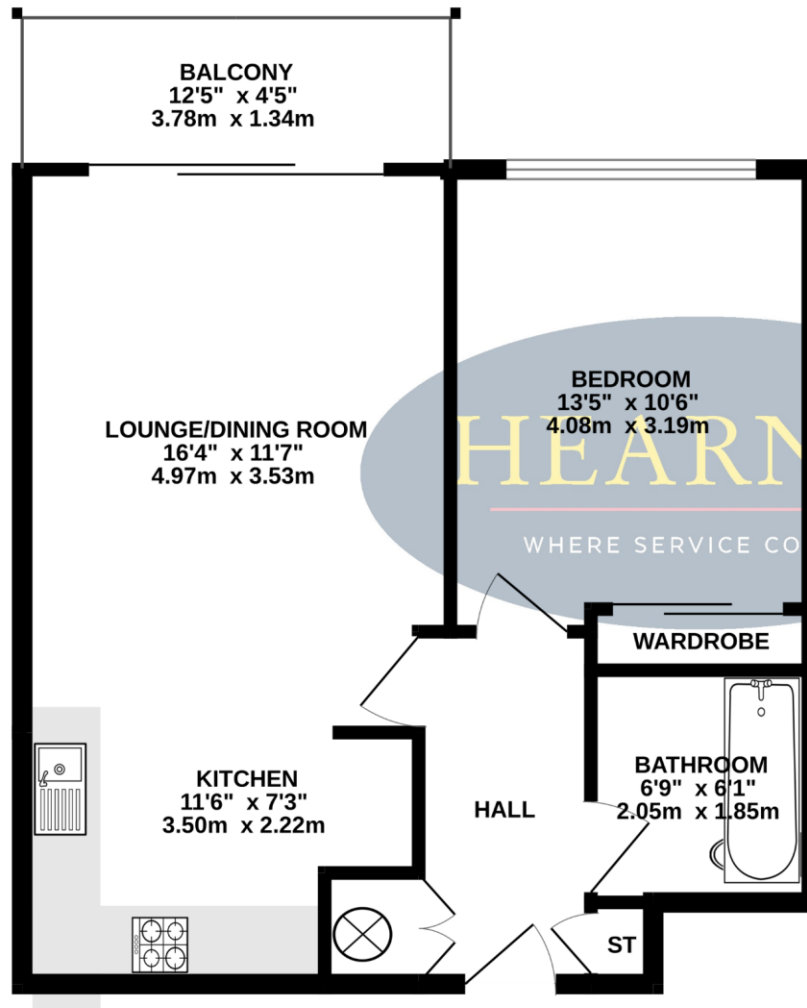 BALCONY
12'5" x 4'5"
3.78m x 1.34m
LOUNGE/DINING ROOM
16'4" x 11'7"
4.97m x 3.53m
BEDROOM
13'5" x 10'6"
4.08m x 3.19m
HEARN
WHERE SERVICE CO
WARDROBE
KITCHEN
11'6" x 7'3"
3.50m x 2.22m
HALL
BATHROOM
6'9" x 6'1"
2.05m x 1.85m
ST